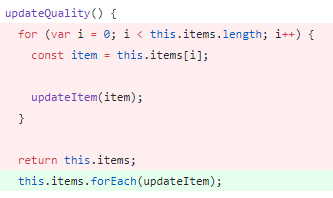 updateQuality() {
for (var i = 0; i < this.items.length; i++) {
const item = this.items[i];
updateItem(item);
}
return this.items;
this.items.forEach(updateItem);